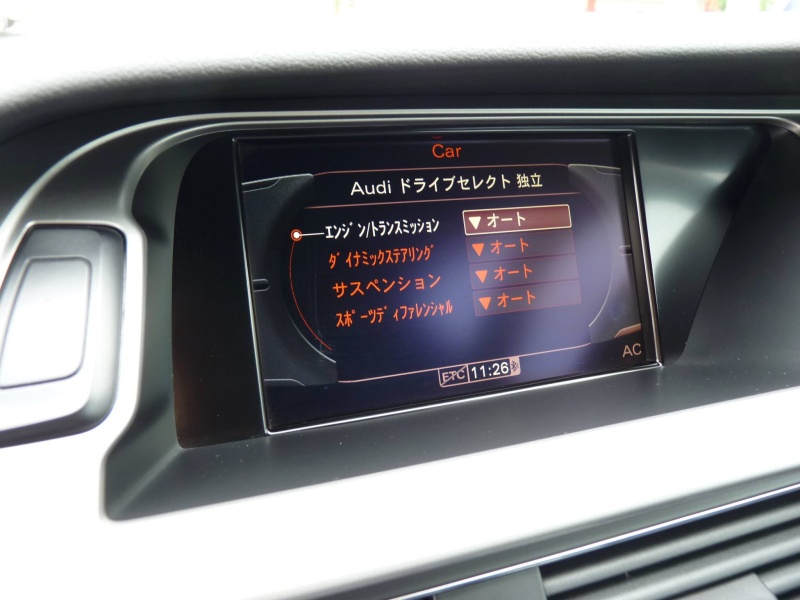 Car
Audi ドライブセレクト 独立
エンジン/トランスミッション ▼ オート
ダイナミックステアリング ▼ オート
サスペンション ▼ オート
スポーツディファレンシャル ▼ オート
AC
ETC 11:26